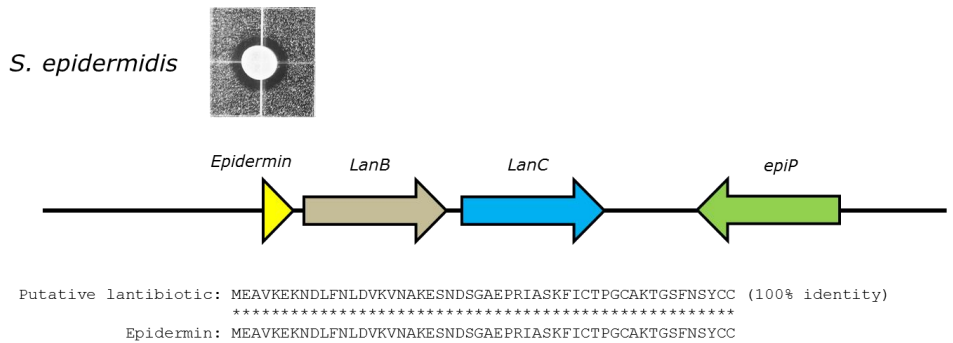 S. epidermidis
Epidermin LanB LanC epiP
Putative lantibiotic: MEAVKEKNDLFNLDVKVNAKESNDSGAEPRIASKFICTPGCAKTGSFNSYCC (100% identity)
****************************************************
Epidermin: MEAVKEKNDLFNLDVKVNAKESNDSGAEPRIASKFICTPGCAKTGSFNSYCC